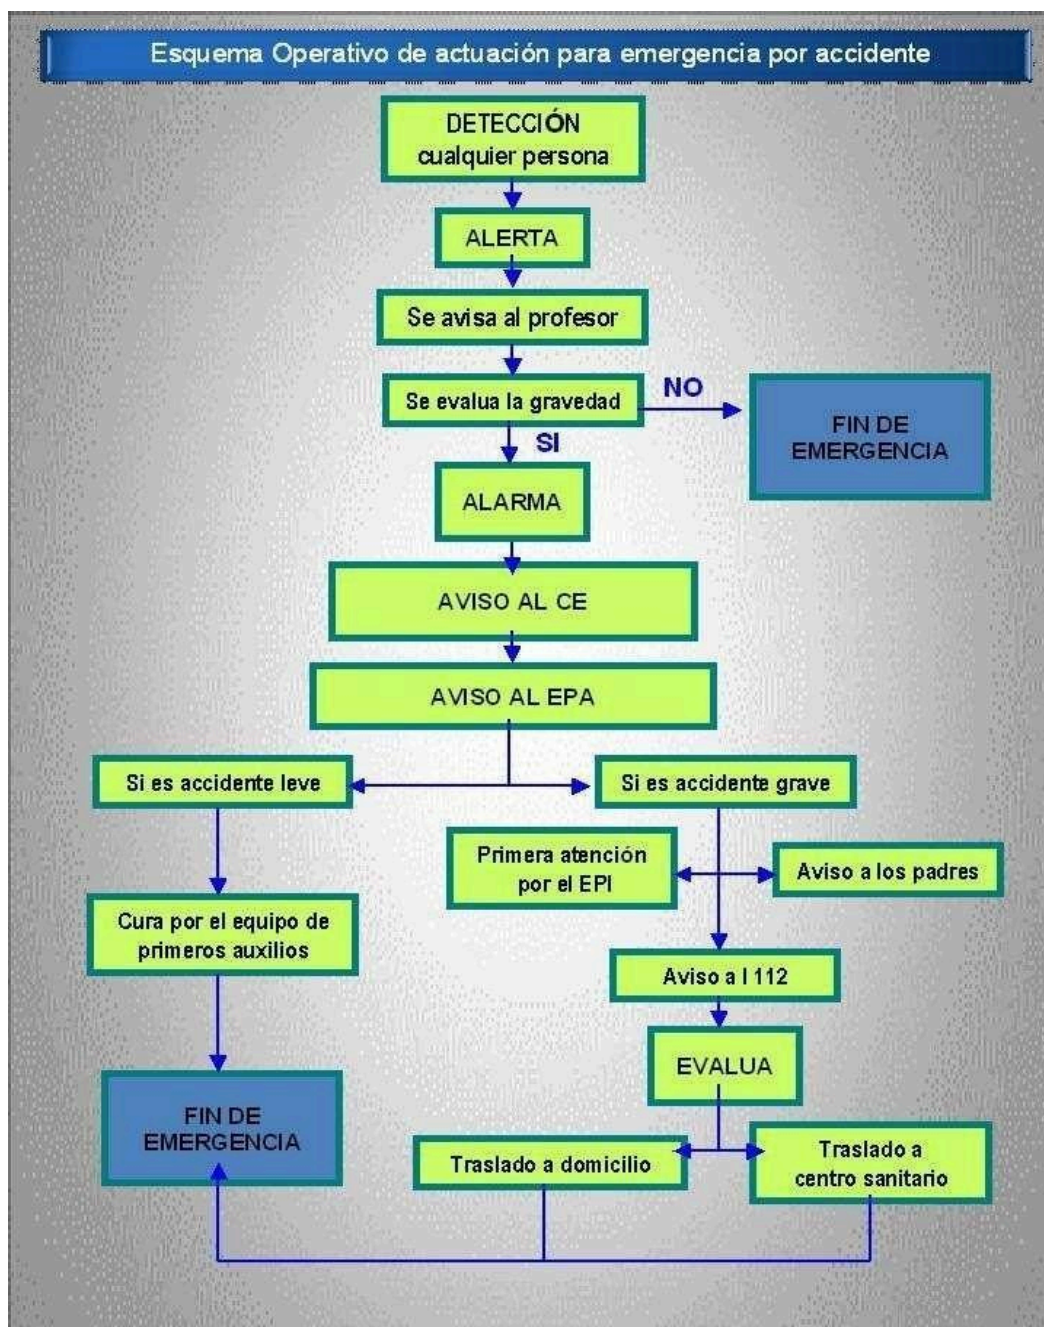 Esquema Operativo de actuación para emergencia por accidente
DETECCIÓN
cualquier persona
ALERTA
Se avisa al profesor
Se evalua la gravedad
NO
FIN DE
EMERGENCIA
SI
ALARMA
AVISO AL CE
AVISO AL EPA
Si es accidente leve
Si es accidente grave
Primera atención
por el EPI
Aviso a los padres
Cura por el equipo de
primeros auxilios
Aviso a l 112
EVALUA
FIN DE
EMERGENCIA
Traslado a domicilio
Traslado a
centro sanitario